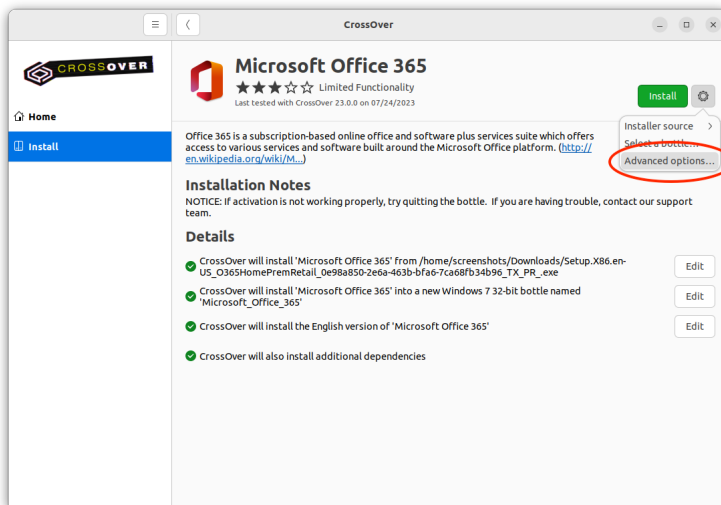 CrossOver
CROSSOVER
Home
Install
Microsoft Office 365
Limited Functionality
Last tested with CrossOver 23.0.0 on 07/24/2023
Install
Installer source
Select a bottle...
Advanced options...
Office 365 is a subscription-based online office and software plus services suite which offers
access to various services and software built around the Microsoft Office platform. (http://
en.wikipedia.org/wiki/M...)
Installation Notes
NOTICE: If activation is not working properly, try quitting the bottle.  If you are having trouble, contact our support
team.
Details
CrossOver will install 'Microsoft Office 365' from /home/screenshots/Downloads/Setup.X86.en-
US_O365HomePremRetail_0e98a850-2e6a-463b-bfa6-7ca68fb34b96_TX_PR_.exe
Edit
CrossOver will install 'Microsoft Office 365' into a new Windows 7 32-bit bottle named
'Microsoft_Office_365'
Edit
CrossOver will install the English version of 'Microsoft Office 365'
Edit
CrossOver will also install additional dependencies